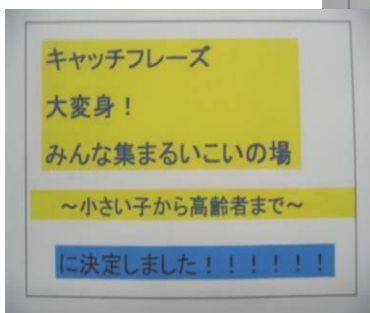 キャッチフレーズ
大変身！
みんな集まるいこいの場
～小さい子から高齢者まで～
に決定しました！！！！！！